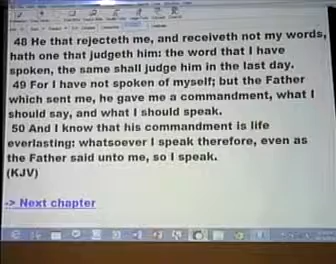 48 He that rejecteth me, and receiveth not my words,
hath one that judgeth him: the word that I have
spoken, the same shall judge him in the last day.
49 For I have not spoken of myself; but the Father
which sent me, he gave me a commandment, what I
should say, and what I should speak.
50 And I know that his commandment is life
everlasting: whatsoever I speak therefore, even as
the Father said unto me, so I speak.
(KJV)
-> Next chapter